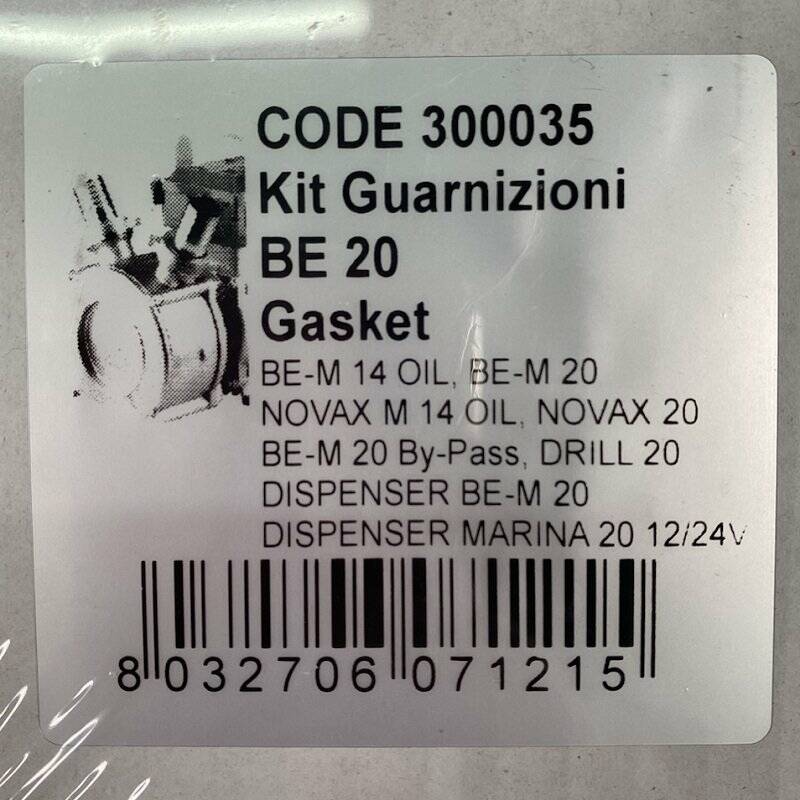 CODE 300035
Kit Guarnizioni
BE 20
Gasket
BE-M 14 OIL, BE-M 20
NOVAX M 14 OIL, NOVAX 20
BE-M 20 By-Pass, DRILL 20
DISPENSER BE-M 20
DISPENSER MARINA 20 12/24V
8 032706 071215